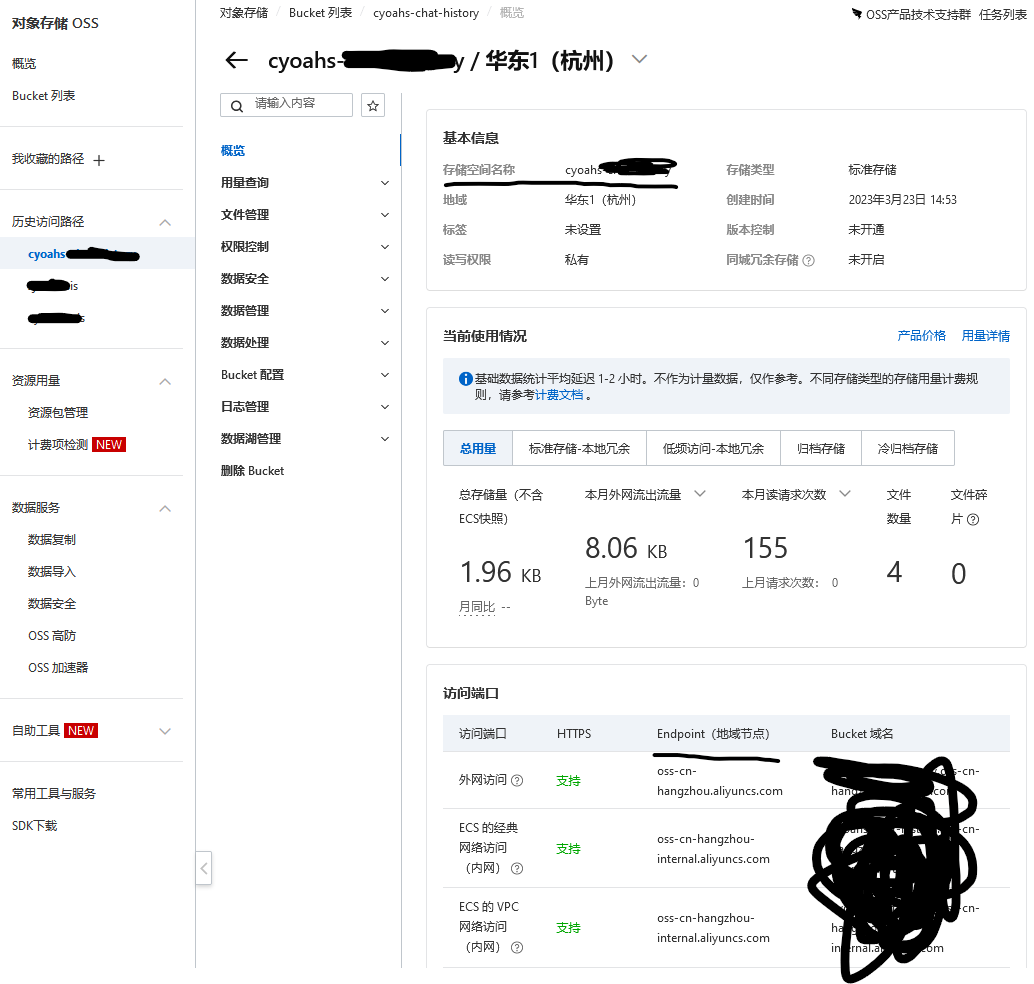 对象存储 OSS
概览
Bucket 列表
我收藏的路径
历史访问路径
cyoahs
is
s
资源用量
资源包管理
计费项检测 NEW
数据服务
数据复制
数据导入
数据安全
OSS 高防
OSS 加速器
自助工具 NEW
常用工具与服务
SDK下载
对象存储 / Bucket 列表 / cyoahs-chat-history / 概览
OSS产品技术支持群 任务列表
cyoahs- y / 华东1（杭州）
请输入内容
概览
用量查询
文件管理
权限控制
数据安全
数据管理
数据处理
Bucket 配置
日志管理
数据湖管理
删除 Bucket
基本信息
存储空间名称 cyoahs- 存储类型 标准存储
地域 华东1（杭州） 创建时间 2023年3月23日 14:53
标签 未设置 版本控制 未开通
读写权限 私有 同城冗余存储 未开启
当前使用情况 产品价格 用量详情
基础数据统计平均延迟 1-2 小时。不作为计量数据，仅作参考。不同存储类型的存储用量计费规
则，请参考计费文档 。
总用量 标准存储-本地冗余 低频访问-本地冗余 归档存储 冷归档存储
总存储量（不含
ECS快照）
1.96 KB
月同比 --
本月外网流出流量
8.06 KB
上月外网流出流量： 0
Byte
本月读请求次数
155
上月请求次数： 0
文件
数量
4
文件碎
片
0
访问端口
访问端口 HTTPS Endpoint（地域节点） Bucket 域名
外网访问 支持
oss-cn-
hangzhou.aliyuncs.com
ECS 的经典
网络访问
（内网）
支持
oss-cn-hangzhou-
internal.aliyuncs.com
ECS 的 VPC
网络访问
（内网）
支持
oss-cn-hangzhou-
internal.aliyuncs.com